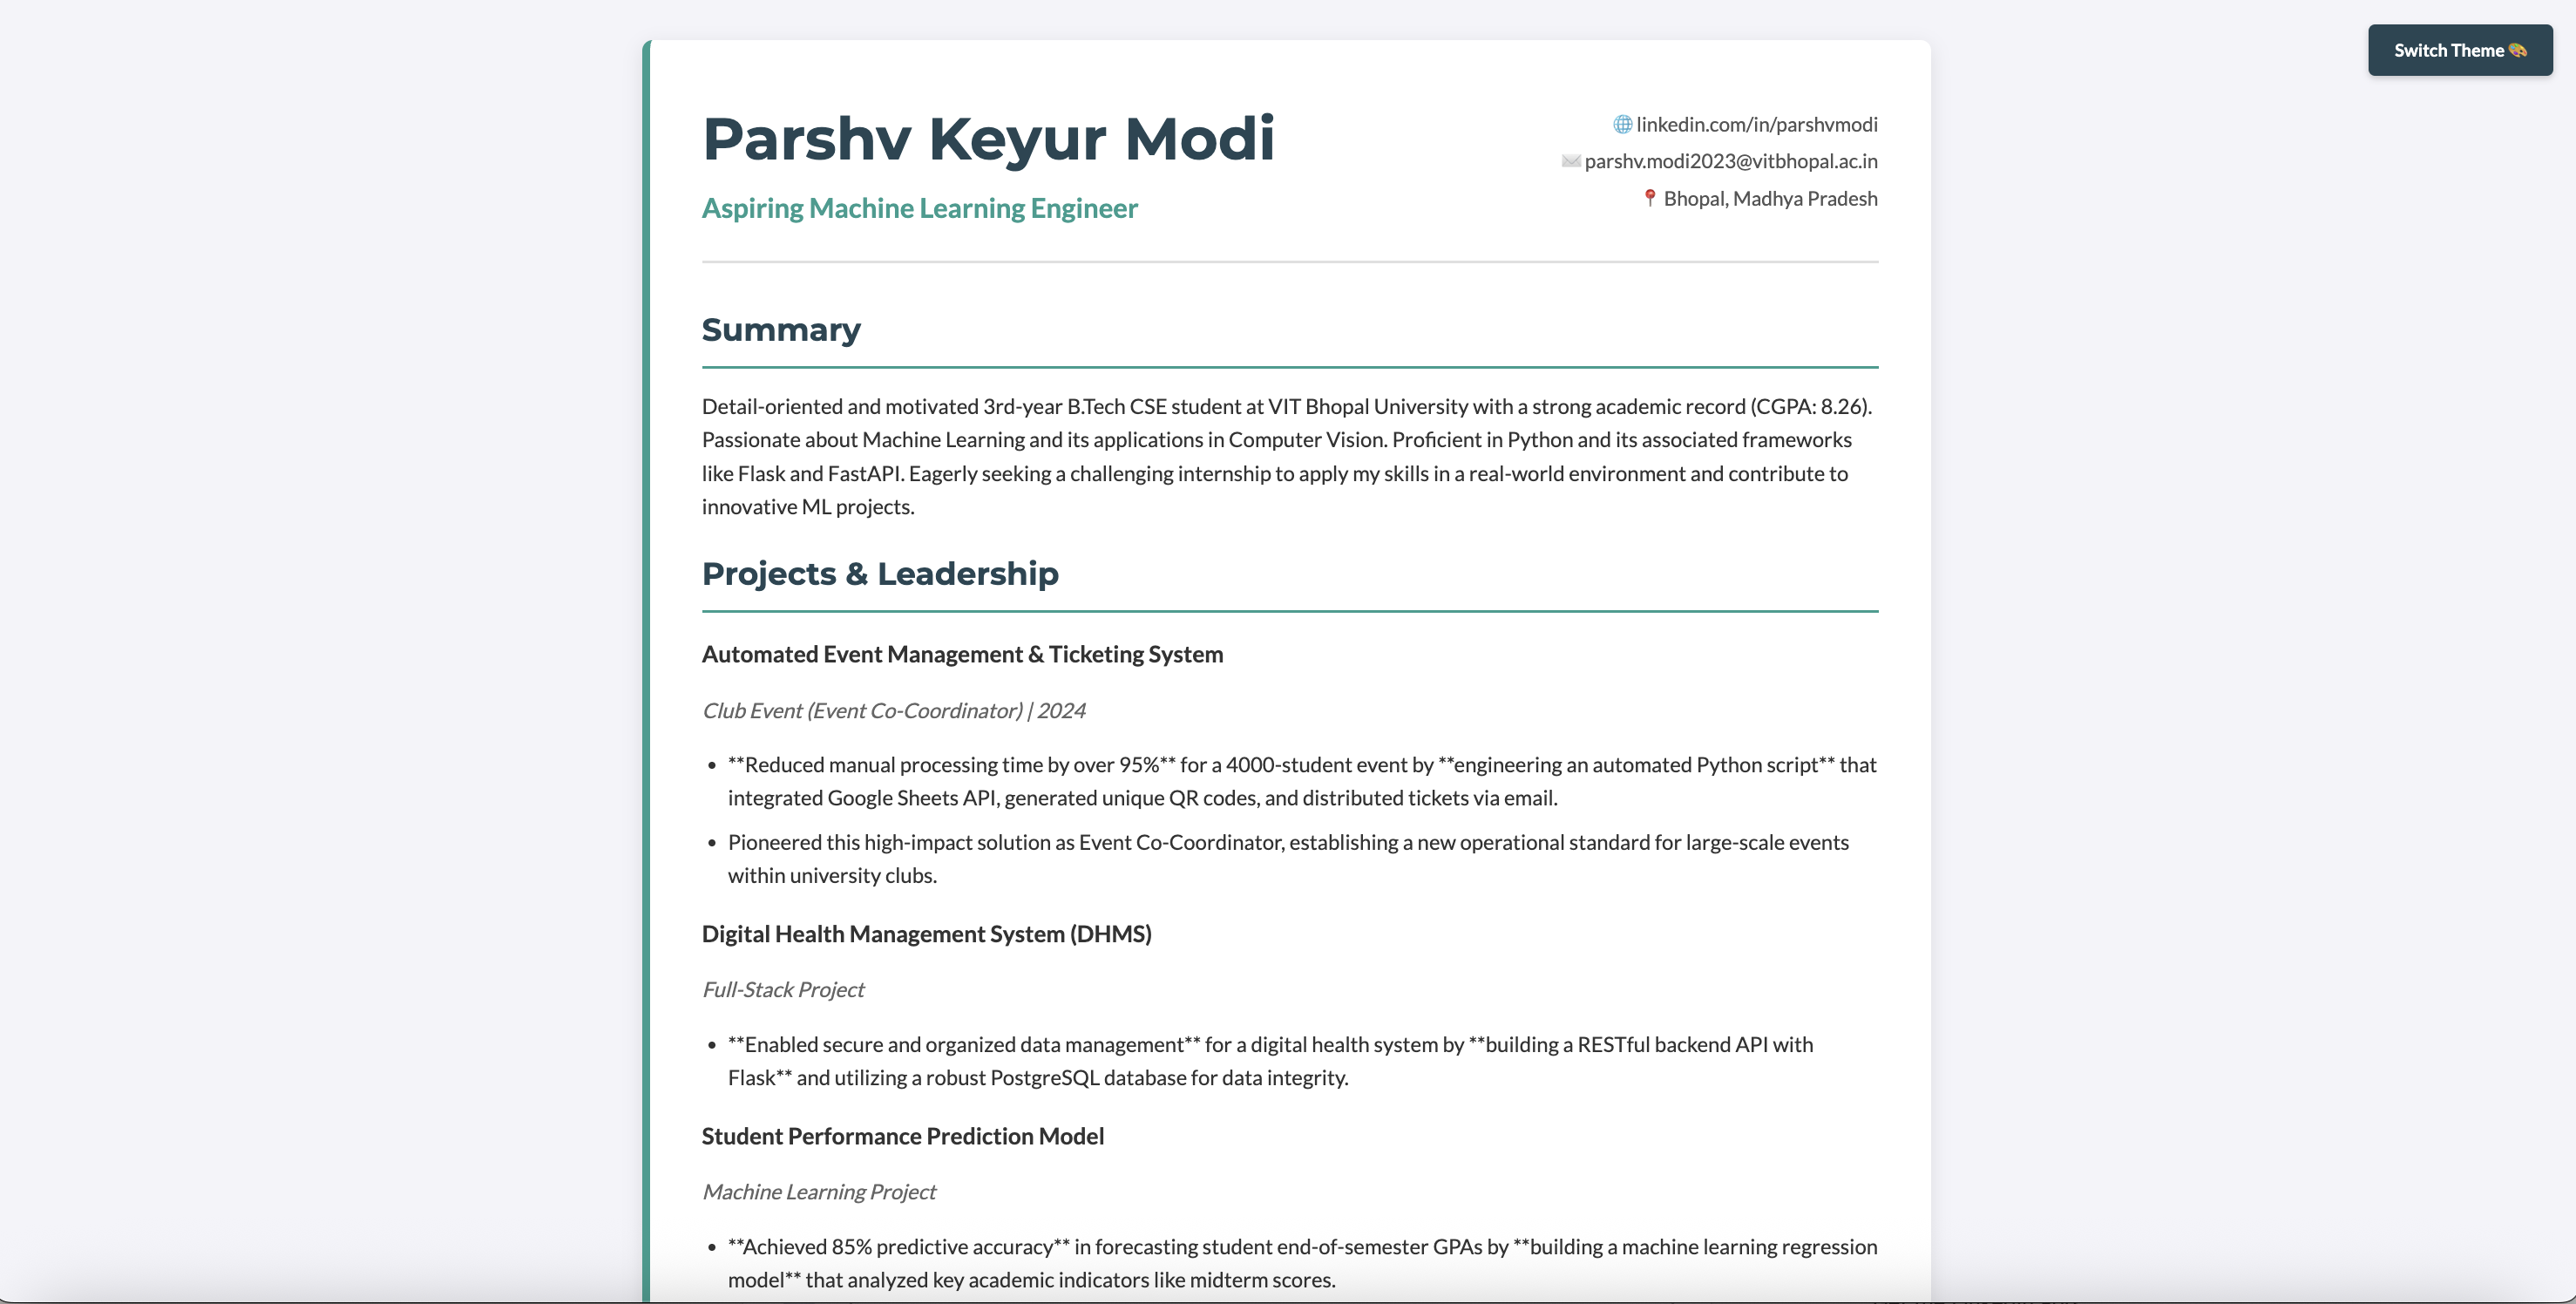 Switch Theme 🎨
Parshv Keyur Modi
Aspiring Machine Learning Engineer
🌐 linkedin.com/in/parshvmodi
✉️ parshv.modi2023@vitbhopal.ac.in
📍 Bhopal, Madhya Pradesh
Summary
Detail-oriented and motivated 3rd-year B.Tech CSE student at VIT Bhopal University with a strong academic record (CGPA: 8.26).
Passionate about Machine Learning and its applications in Computer Vision. Proficient in Python and its associated frameworks
like Flask and FastAPI. Eagerly seeking a challenging internship to apply my skills in a real-world environment and contribute to
innovative ML projects.
Projects & Leadership
Automated Event Management & Ticketing System
Club Event (Event Co-Coordinator) | 2024
• **Reduced manual processing time by over 95%** for a 4000-student event by **engineering an automated Python script** that
integrated Google Sheets API, generated unique QR codes, and distributed tickets via email.
• Pioneered this high-impact solution as Event Co-Coordinator, establishing a new operational standard for large-scale events
within university clubs.
Digital Health Management System (DHMS)
Full-Stack Project
• **Enabled secure and organized data management** for a digital health system by **building a RESTful backend API with
Flask** and utilizing a robust PostgreSQL database for data integrity.
Student Performance Prediction Model
Machine Learning Project
• **Achieved 85% predictive accuracy** in forecasting student end-of-semester GPAs by **building a machine learning regression
model** that analyzed key academic indicators like midterm scores.